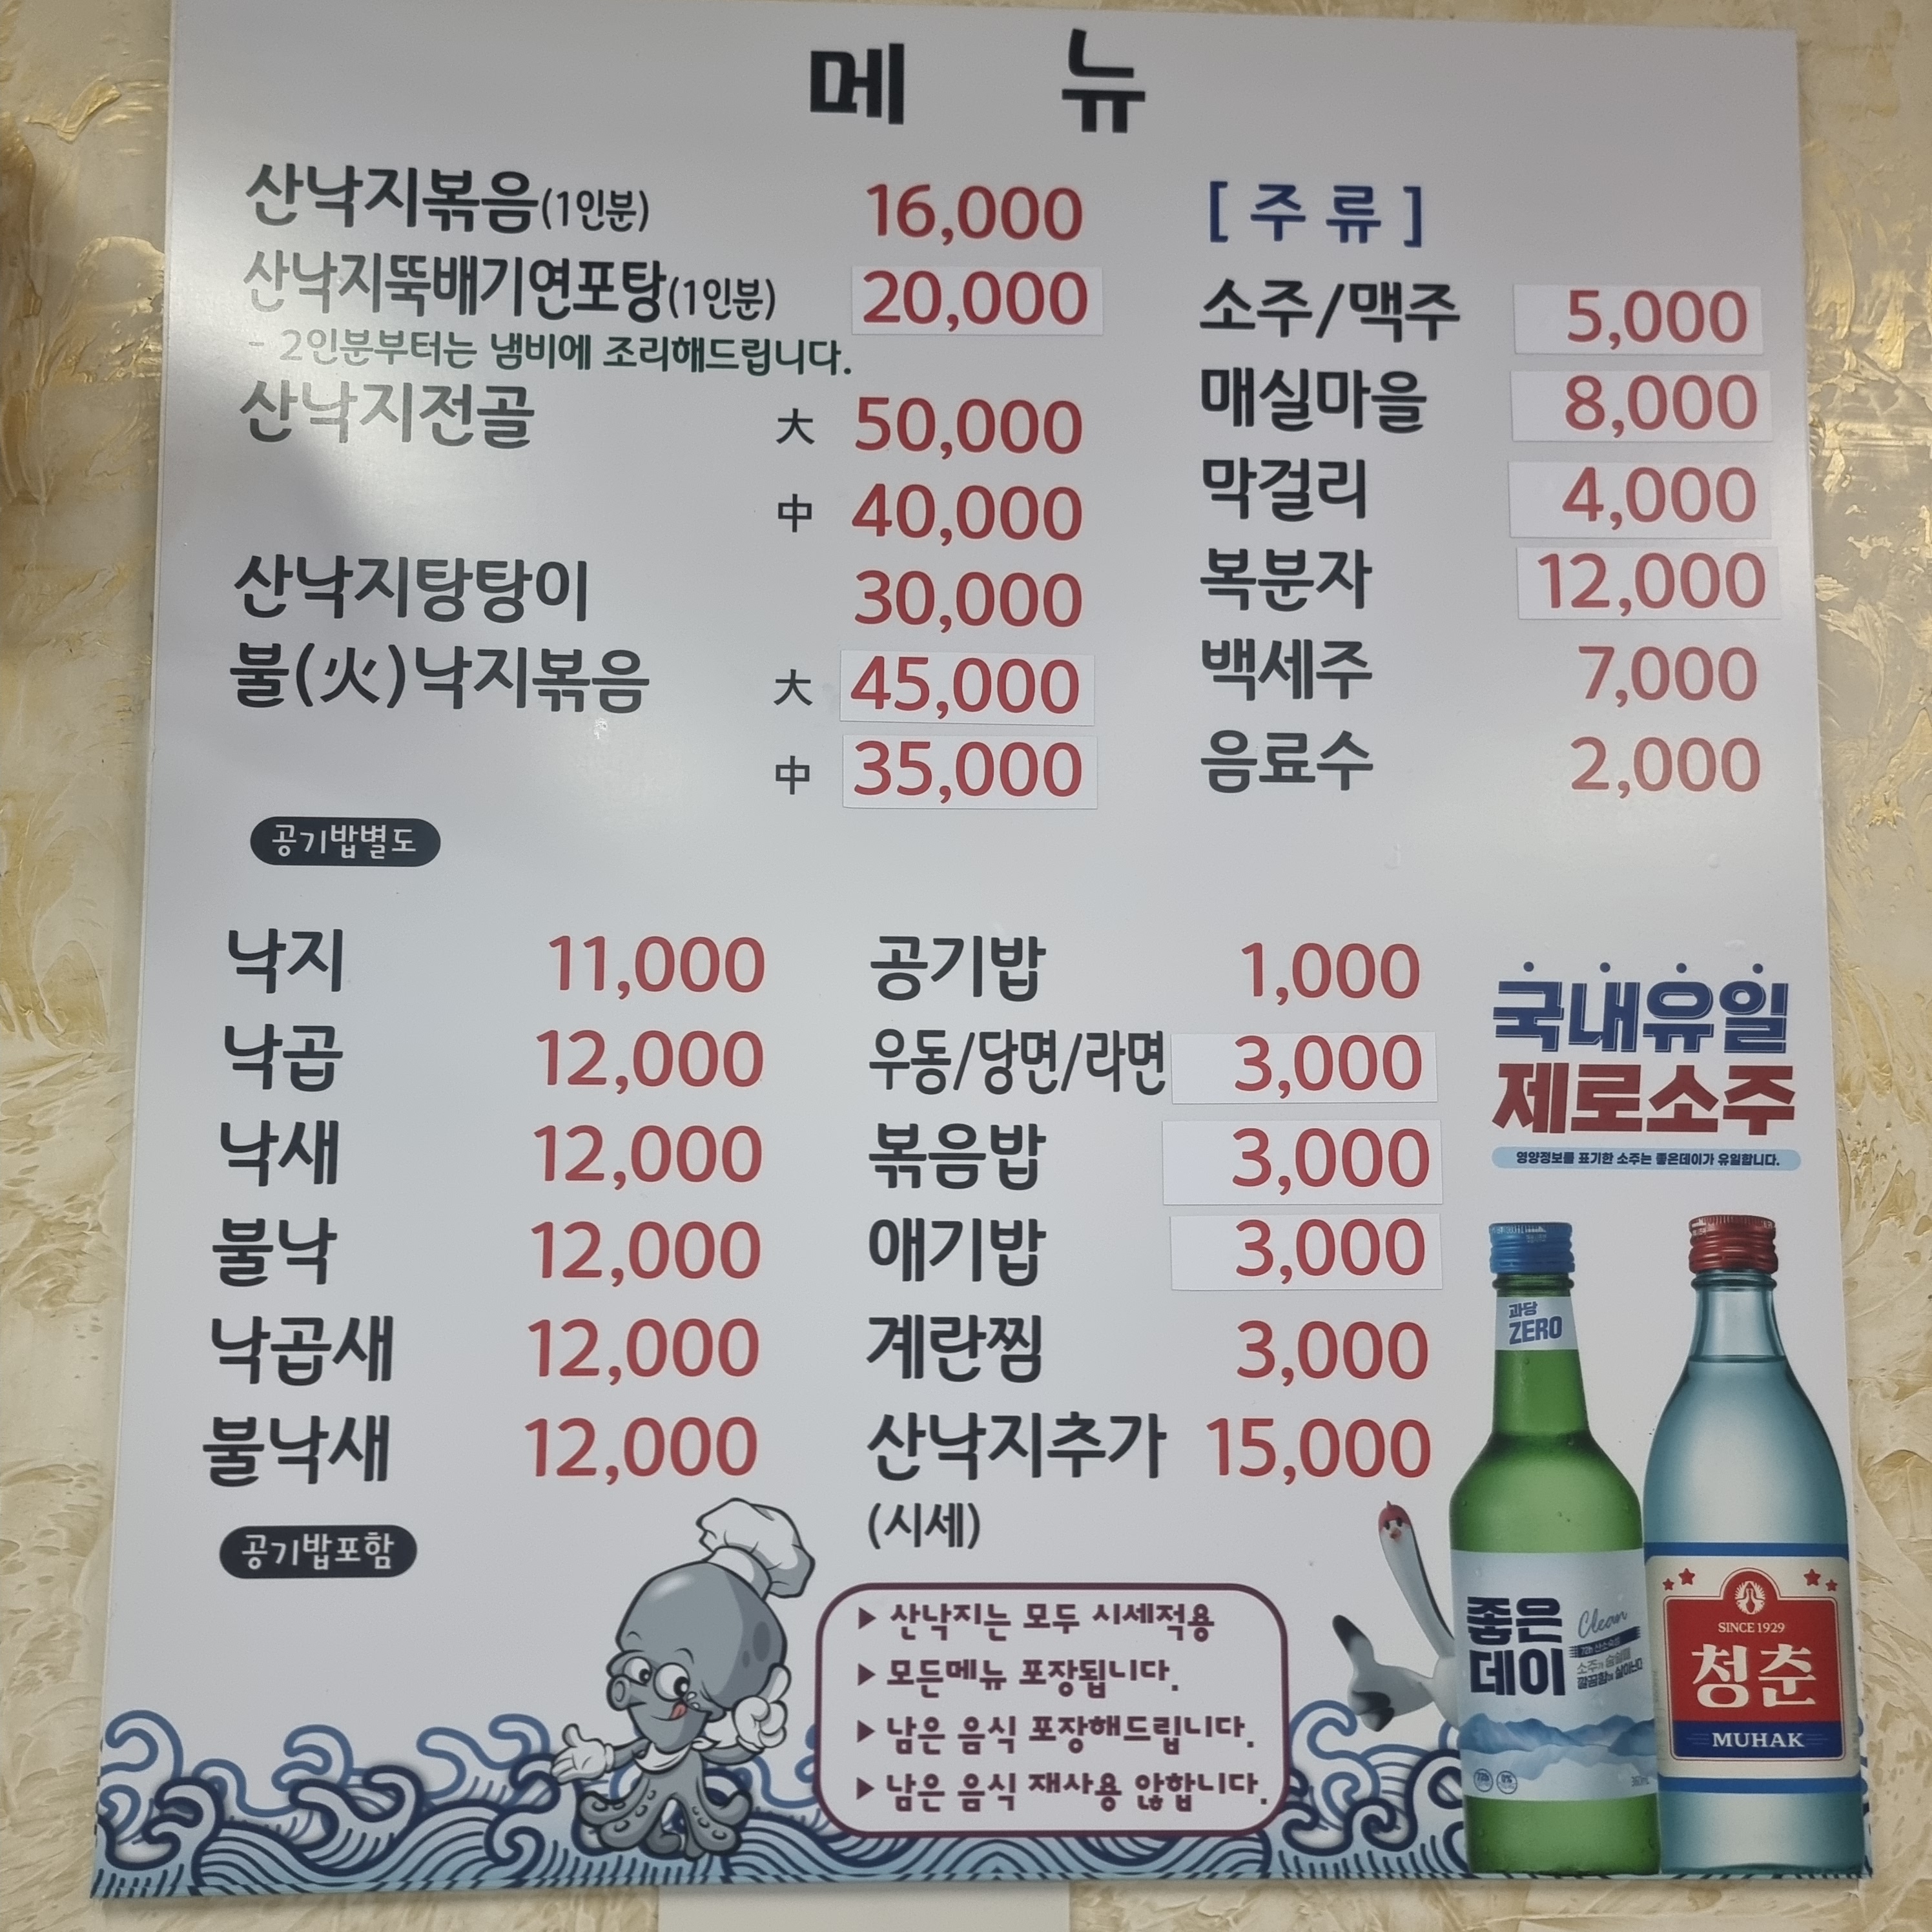 메 뉴
산낙지볶음(1인분) 16,000
산낙지뚝배기연포탕(1인분) 20,000
- 2인분부터는 냄비에 조리해드립니다.
산낙지전골 大 50,000
中 40,000
산낙지탕탕이 30,000
불(火)낙지볶음 大 45,000
中 35,000
공기밥별도
[ 주 류 ]
소주/맥주 5,000
매실마을 8,000
막걸리 4,000
복분자 12,000
백세주 7,000
음료수 2,000
낙지 11,000
낙곱 12,000
낙새 12,000
불낙 12,000
낙곱새 12,000
불낙새 12,000
공기밥포함
공기밥 1,000
우동/당면/라면 3,000
볶음밥 3,000
애기밥 3,000
계란찜 3,000
산낙지추가 15,000
(시세)
▶ 산낙지는 모두 시세적용
▶ 모든메뉴 포장됩니다.
▶ 남은 음식 포장해드립니다.
▶ 남은 음식 재사용 않합니다.
국내유일
제로소주
영양정보를 표기한 소주는 좋은데이가 유일합니다.
과당
ZERO
좋은
데이
Clean
SINCE 1929
청춘
MUHAK